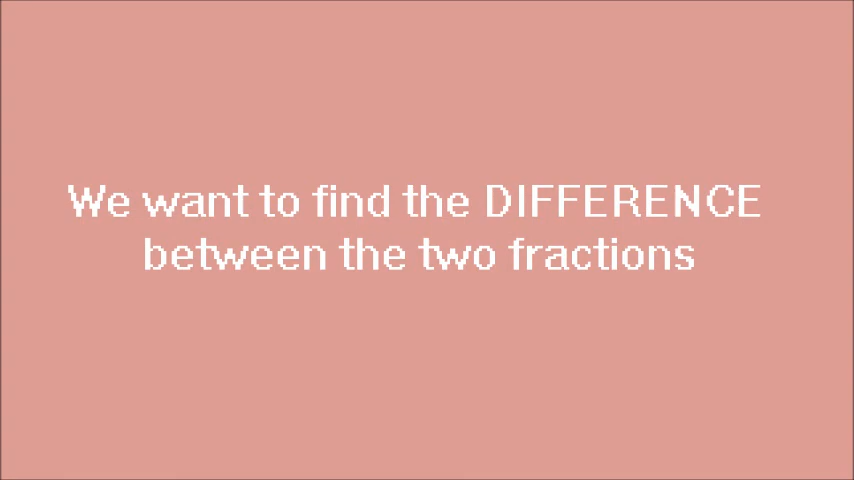 We want to find the DIFFERENCE
between the two fractions